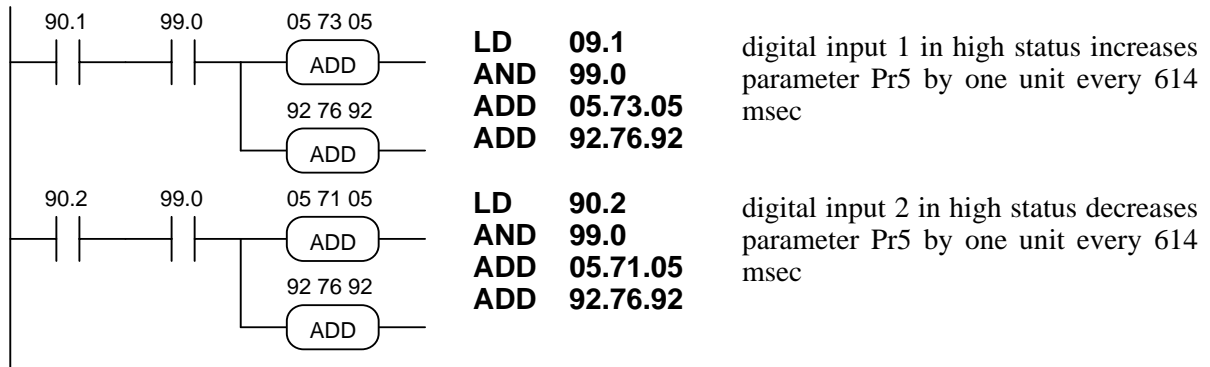 90.1 99.0 05 73 05
ADD
92 76 92
ADD
LD 09.1
AND 99.0
ADD 05.73.05
ADD 92.76.92
digital input 1 in high status increases
parameter Pr5 by one unit every 614
msec
90.2 99.0 05 71 05
ADD
92 76 92
ADD
LD 90.2
AND 99.0
ADD 05.71.05
ADD 92.76.92
digital input 2 in high status decreases
parameter Pr5 by one unit every 614
msec